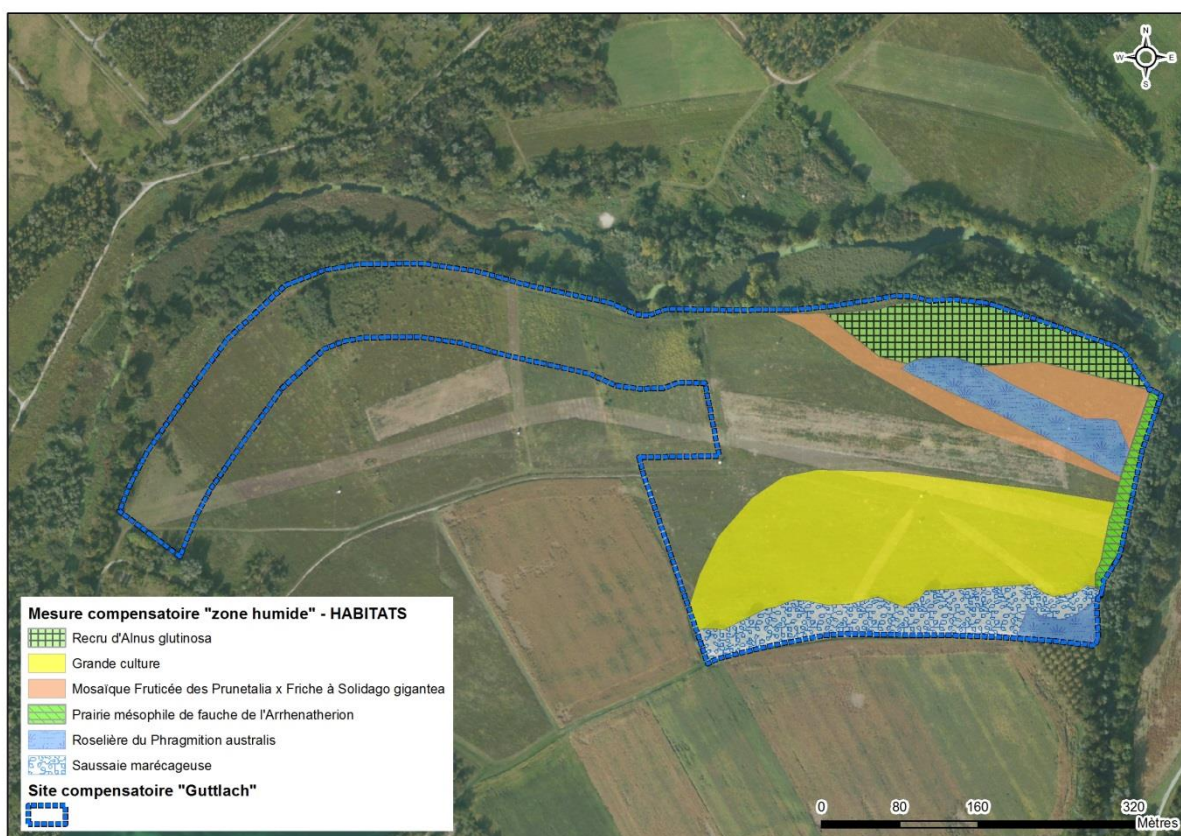 N
W E
S
Mesure compensatoire "zone humide" - HABITATS
Recru d'Alnus glutinosa
Grande culture
Mosaïque Fruticée des Prunetalia x Friche à Solidago gigantea
Prairie mésophile de fauche de l'Arrhenatherion
Roselière du Phragmition australis
Saussaie marécageuse
Site compensatoire "Guttlach"
0 80 160 320
Mètres